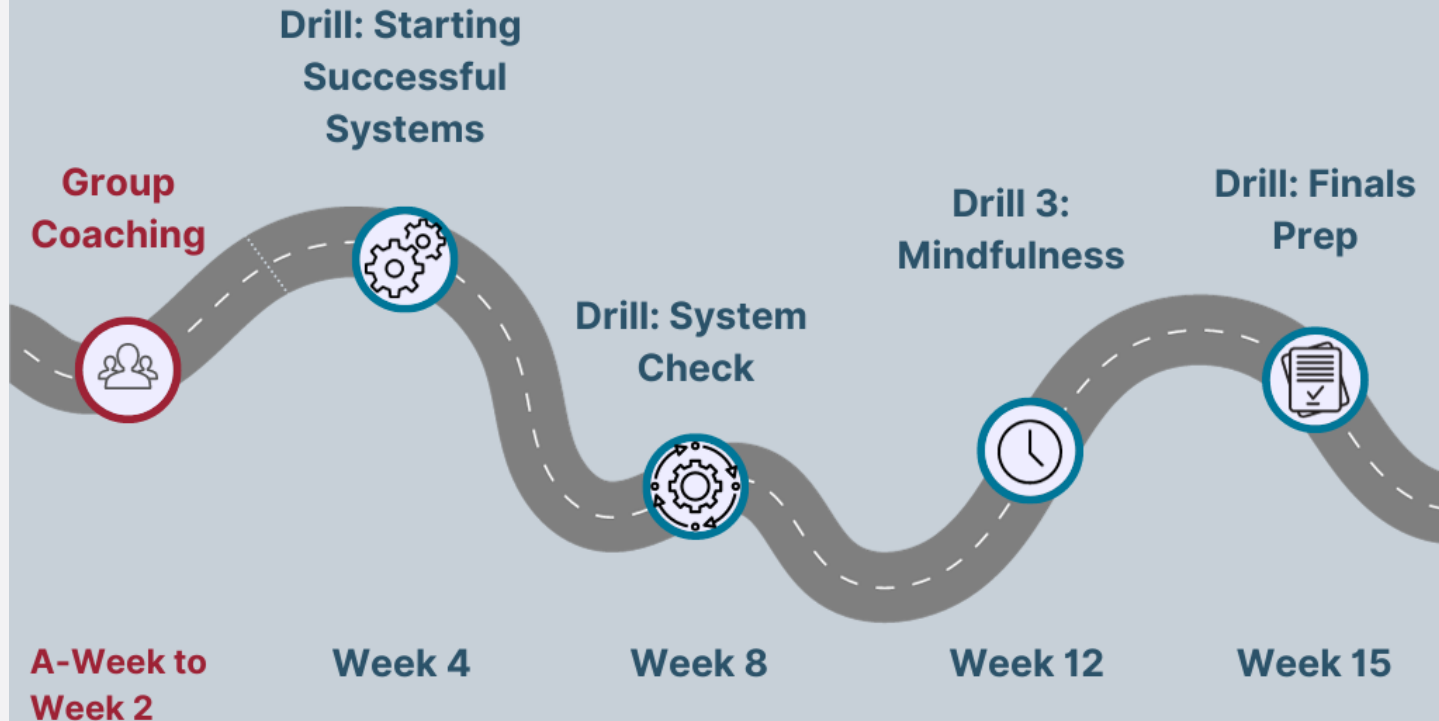 Drill: Starting
Successful
Systems
Group
Coaching
Drill: System
Check
Drill 3:
Mindfulness
Drill: Finals
Prep
A-Week to
Week 2
Week 4
Week 8
Week 12
Week 15